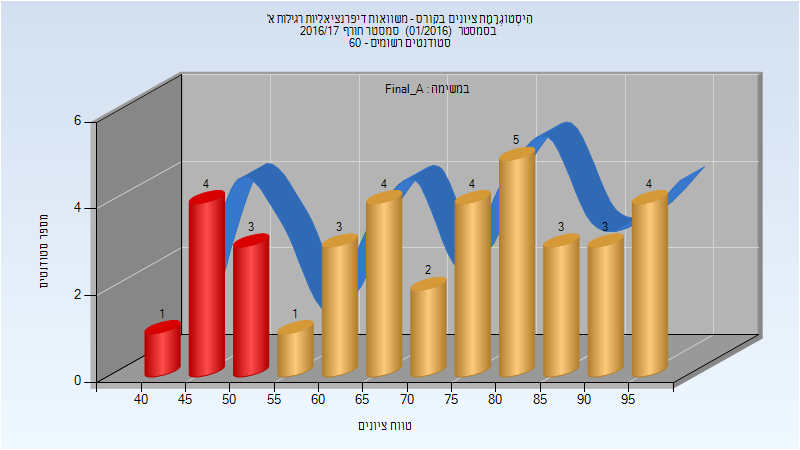 הִיסְטוֹגְרָמַת ציונים בקורס - משוואות דיפרנציאליות רגילות א'
בסמסטר (01/2016) סמסטר חורף 2016/17
סטודנטים רשומים - 60
במשימה : Final_A
מספר סטודנטים
6
4
2
0
1
4
3
1
3
4
2
4
5
3
3
4
40 45 50 55 60 65 70 75 80 85 90 95
טווח ציונים